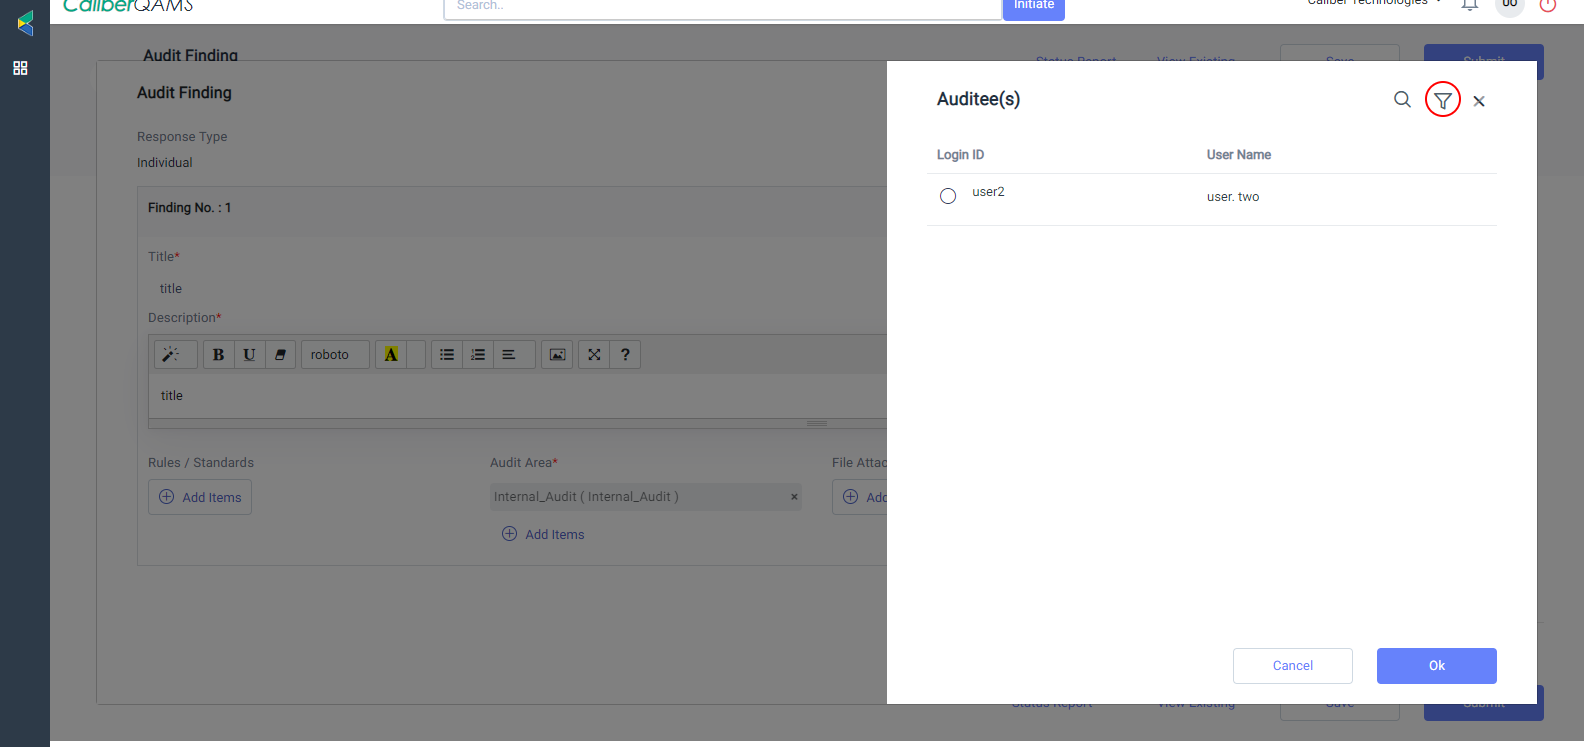 CaliberQAMS
Search..
Initiate
Caliber Technologies
00
Audit Finding
Status Report
View Existing
Save
Submit
Audit Finding
Response Type
Individual
Finding No. : 1
Title*
title
Description*
B U roboto A ?
title
Rules / Standards
Audit Area*
File Attac
Add Items
Internal_Audit ( Internal_Audit )
×
Add
Add Items
Auditee(s)
Login ID
User Name
user2
user. two
Cancel
Ok
Status Report
View Existing
Save
Submit